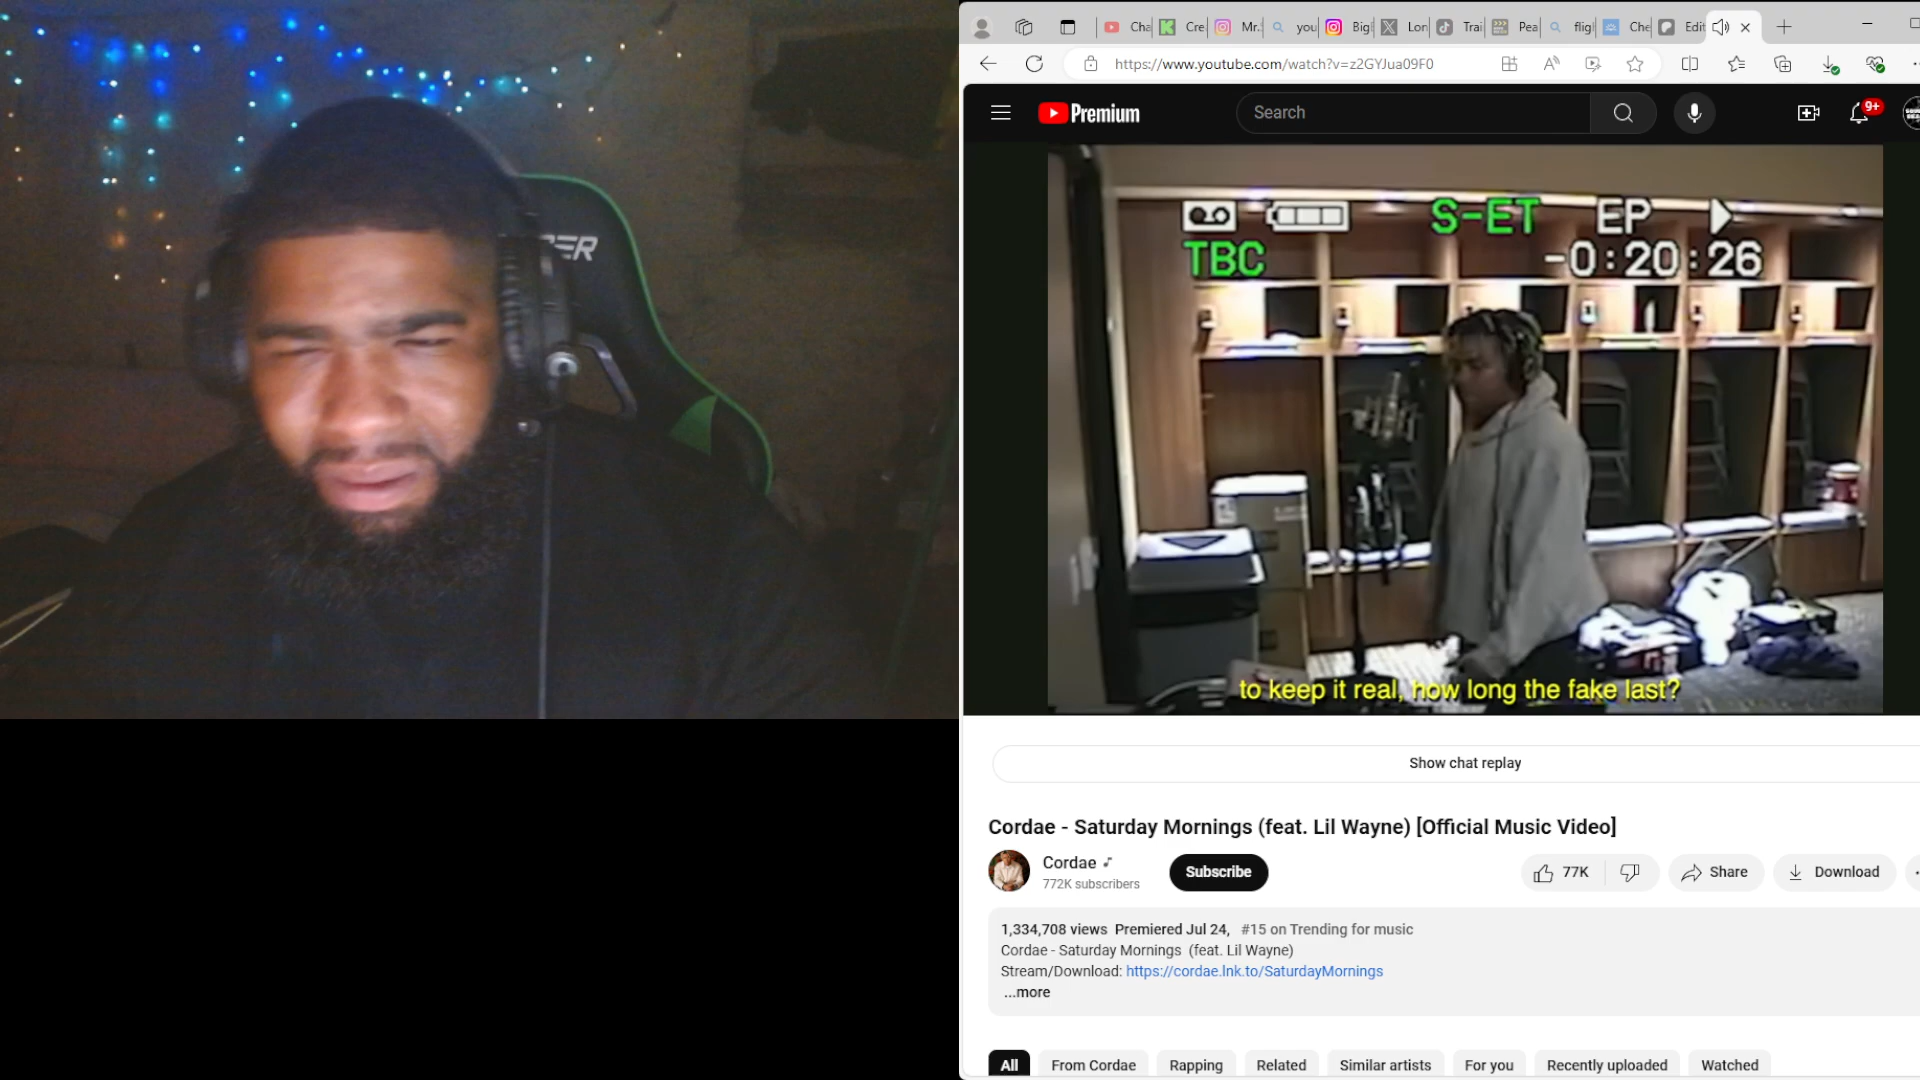 ER
Cha
Cre
Mr.
you
Big
Lon
Trai
Pea
flig
Che
Edit
https://www.youtube.com/watch?v=z2GYJua09F0
Premium
Search
9+
S-ET EP
TBC -0:20:26
to keep it real, how long the fake last?
Show chat replay
Cordae - Saturday Mornings (feat. Lil Wayne) [Official Music Video]
Cordae
772K subscribers
Subscribe
77K
Share
Download
1,334,708 views Premiered Jul 24, #15 on Trending for music
Cordae - Saturday Mornings (feat. Lil Wayne)
Stream/Download: https://cordae.lnk.to/SaturdayMornings
...more
All
From Cordae
Rapping
Related
Similar artists
For you
Recently uploaded
Watched